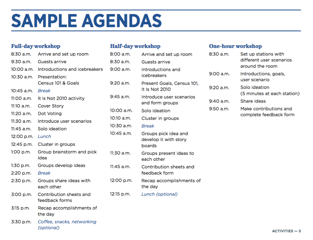 SAMPLE AGENDAS
Full-day workshop
8:30 a.m. Arrive and set up room
9:30 a.m. Guests arrive
10:00 a.m. Introductions and icebreakers
10:30 a.m. Presentation:
Census 101 & Goals
10:45 a.m. Break
11:00 a.m. It is Not 2010 activity
11:10 a.m. Cover Story
11:20 a.m. Dot Voting
11:30 a.m. Introduce user scenarios
11:45 a.m. Solo ideation
12:00 p.m. Lunch
12:45 p.m. Cluster in groups
1:00 p.m. Group brainstorm and pick
idea
1:30 p.m. Groups develop ideas
2:20 p.m. Break
2:30 p.m. Groups share ideas with
each other
3:00 p.m. Contribution sheets and
feedback forms
3:15 p.m. Recap accomplishments of
the day
3:30 p.m. Coffee, snacks, networking
(optional)
Half-day workshop
8:00 a.m. Arrive and set up room
8:30 a.m. Guests arrive
9:00 a.m. Introductions and
icebreakers
9:20 a.m. Present Goals, Census 101,
It is Not 2010
9:45 a.m. Introduce user scenarios
and form groups
10:00 a.m. Solo ideation
10:10 a.m. Cluster in groups
10:30 a.m. Break
10:45 a.m. Groups pick idea and
develop it with story
boards
11:30 a.m. Groups present ideas to
each other
11:45 a.m. Contribution sheets and
feedback form
12:00 p.m. Recap accomplishments of
the day
12:15 p.m. Lunch (optional)
One-hour workshop
8:30 a.m. Set up stations with
different user scenarios
around the room
9:00 a.m. Introductions, goals,
user scenario
9:20 a.m. Solo ideation
(5 minutes at each station)
9:40 a.m. Share ideas
9:50 a.m. Make contributions and
complete feedback form